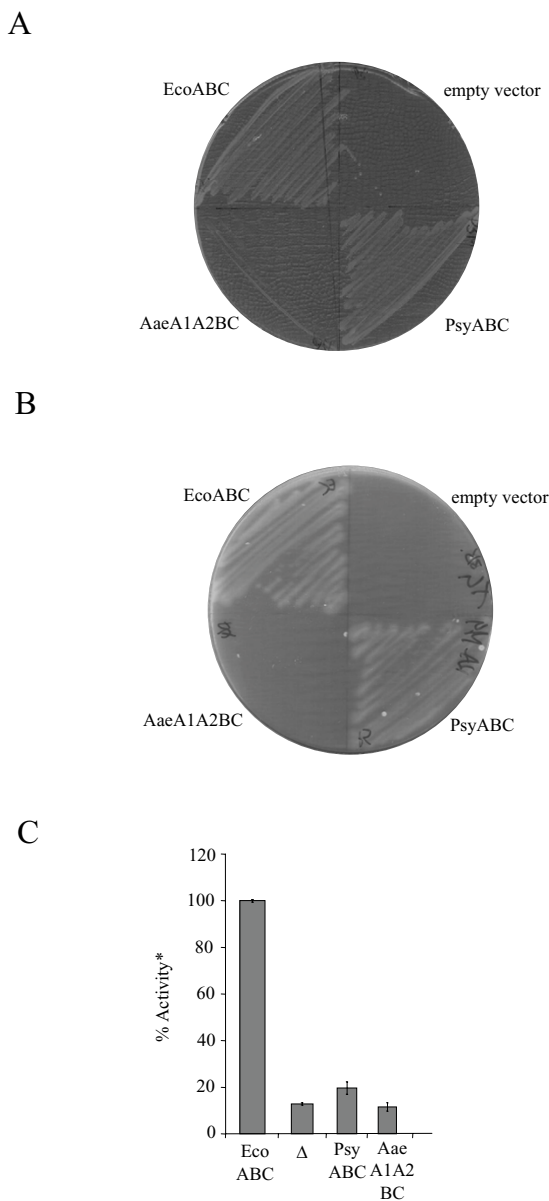 A
EcoABC
empty vector
AaeA1A2BC
PsyABC
B
EcoABC
empty vector
AaeA1A2BC
PsyABC
C
120
100
80
60
40
20
0
% Activity*
Eco
ABC
Δ
Psy
ABC
Aae
A1A2
BC